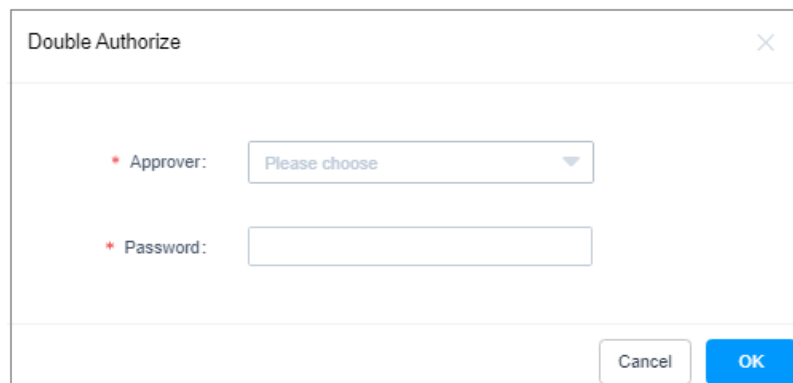 Double Authorize
* Approver: Please choose
* Password:
Cancel OK